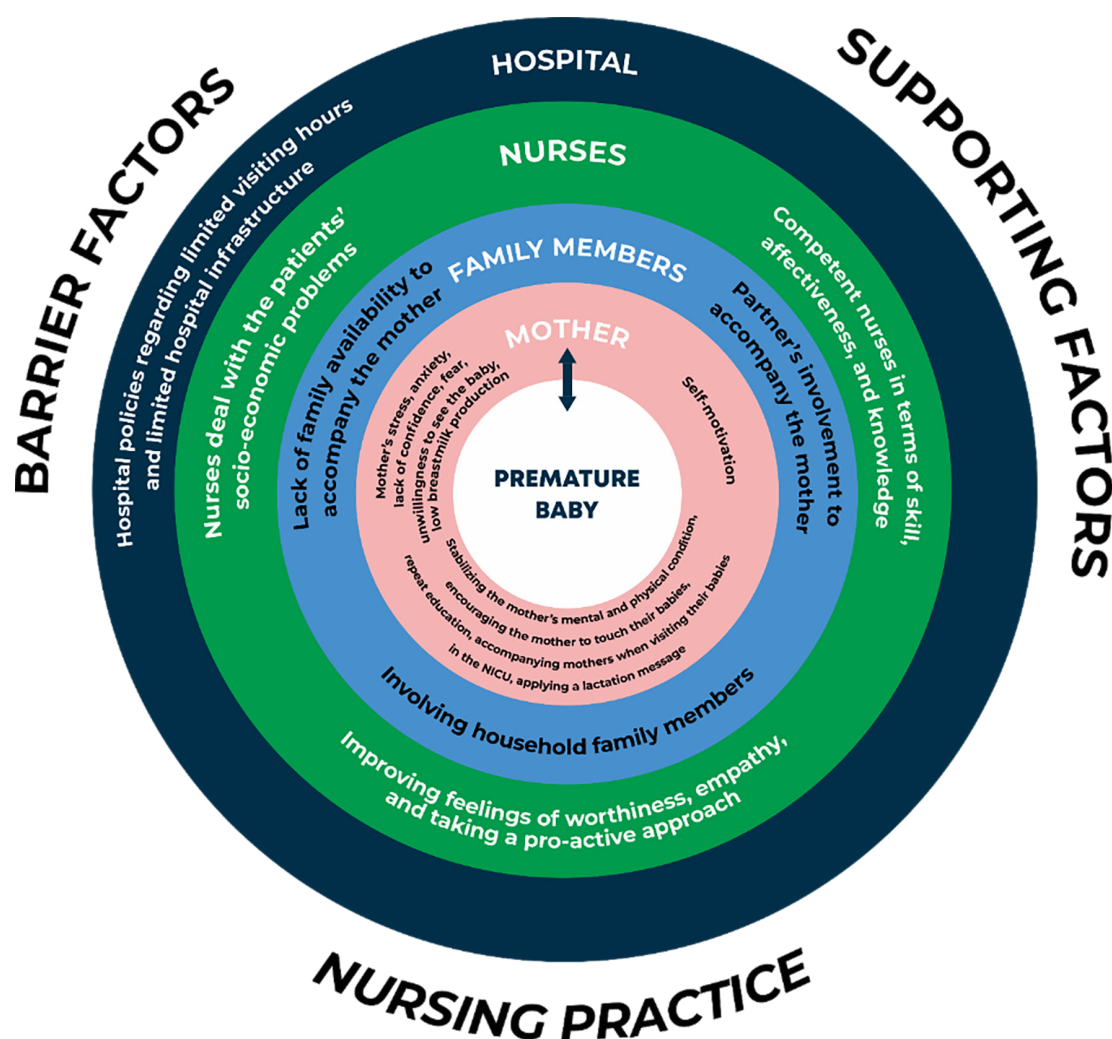 BARRIER FACTORS
SUPPORTING FACTORS
NURSING PRACTICE
HOSPITAL
Hospital policies regarding limited visiting hours
and limited hospital infrastructure
NURSES
Nurses deal with the patients'
socio-economic problems
Competent nurses in terms of skill,
affectiveness, and knowledge
Improving feelings of worthiness, empathy,
and taking a pro-active approach
FAMILY MEMBERS
Lack of family availability to
accompany the mother
Partner's involvement to
accompany the mother
Involving household family members
MOTHER
Mother's stress, anxiety,
lack of confidence, fear,
unwillingness to see the baby,
low breastmilk production
Self-motivation
Stabilizing the mother's mental and physical condition,
encouraging the mother to touch their babies,
repeat education, accompanying mothers when visiting their babies
in the NICU, applying a lactation message
PREMATURE
BABY